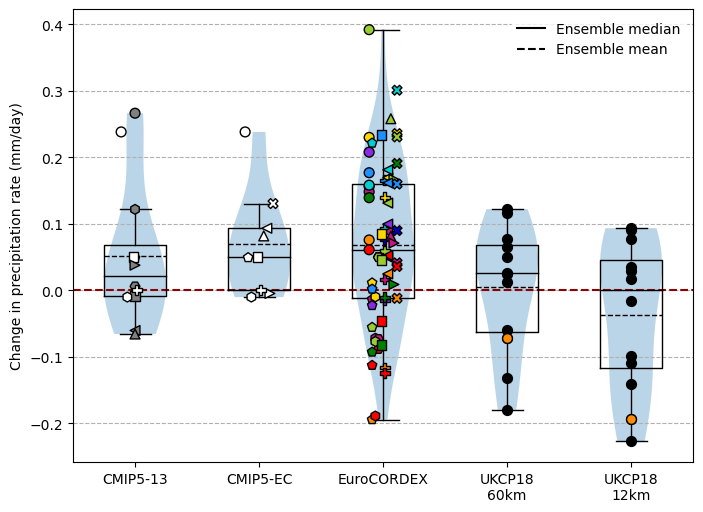 Change in precipitation rate (mm/day)
0.4
0.3
0.2
0.1
0.0
−0.1
−0.2
Ensemble median
Ensemble mean
CMIP5-13
CMIP5-EC
EuroCORDEX
UKCP18
60km
UKCP18
12km